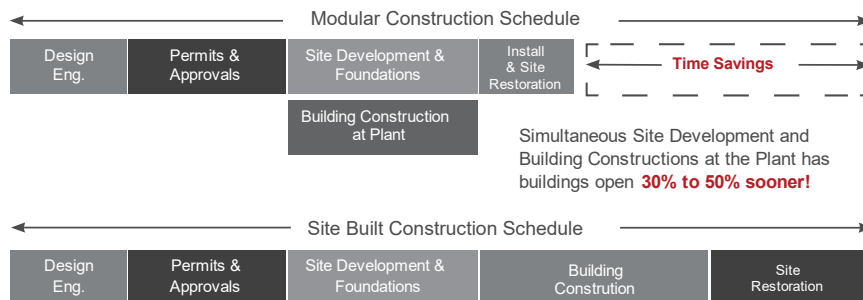 Modular Construction Schedule
Design
Eng.
Permits &
Approvals
Site Development &
Foundations
Install
& Site
Restoration
Time Savings
Building Construction
at Plant
Simultaneous Site Development and
Building Constructions at the Plant has
buildings open 30% to 50% sooner!
Site Built Construction Schedule
Design
Eng.
Permits &
Approvals
Site Development &
Foundations
Building
Constrution
Site
Restoration